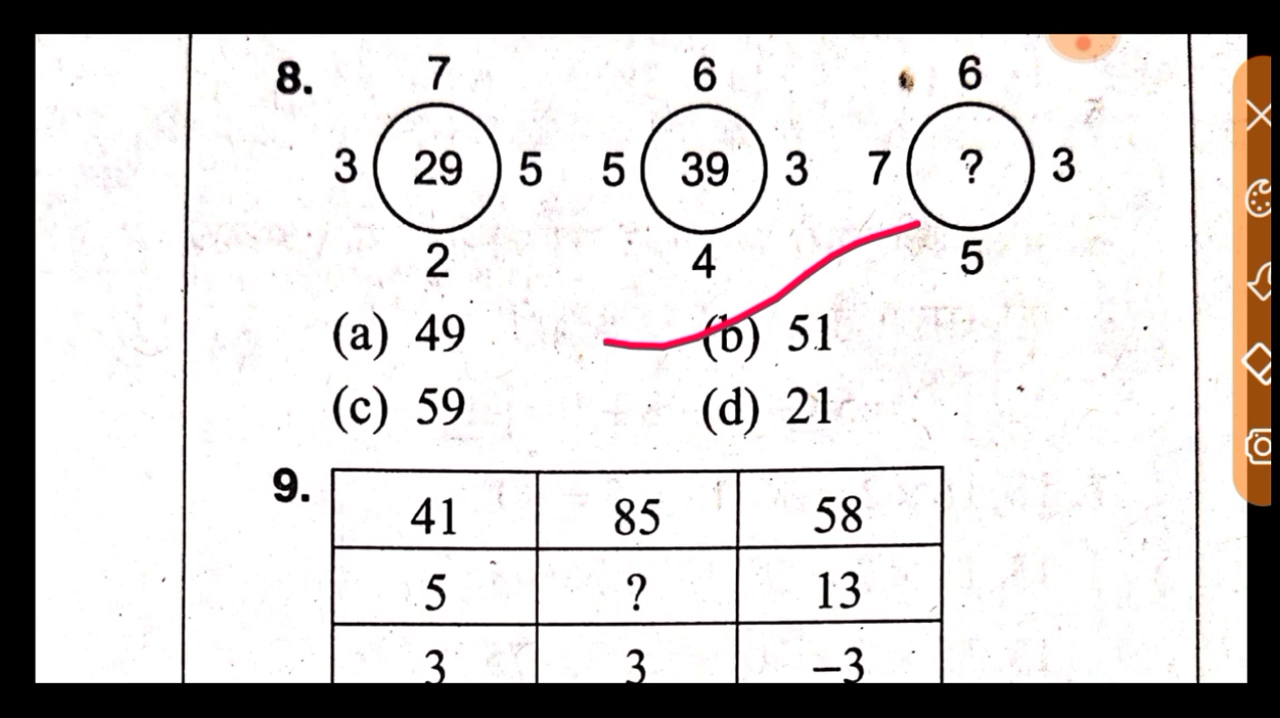 8.
7 6 6
3 29 5 5 39 3 7 ? 3
2 4 5
(a) 49 (b) 51
(c) 59 (d) 21
9.
41 85 58
5 ? 13
3 3 –3